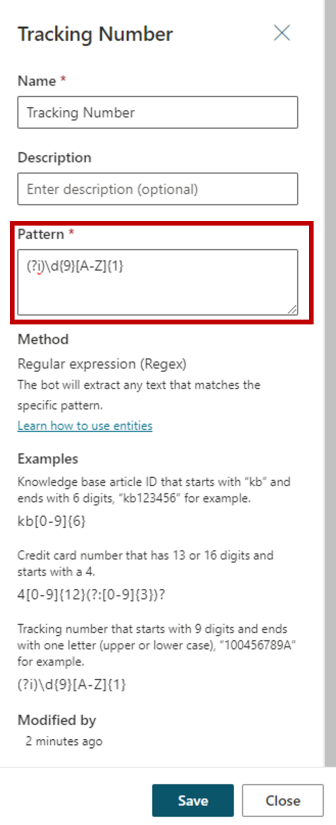 Tracking Number
Name *
Tracking Number
Description
Enter description (optional)
Pattern *
(?i)\d{9}[A-Z]{1}
Method
Regular expression (Regex)
The bot will extract any text that matches the
specific pattern.
Learn how to use entities
Examples
Knowledge base article ID that starts with “kb” and
ends with 6 digits, “kb123456” for example.
kb[0-9]{6}
Credit card number that has 13 or 16 digits and
starts with a 4.
4[0-9]{12}(?:[0-9]{3})?
Tracking number that starts with 9 digits and ends
with one letter (upper or lower case), “100456789A”
for example.
(?i)\d{9}[A-Z]{1}
Modified by
2 minutes ago
Save
Close